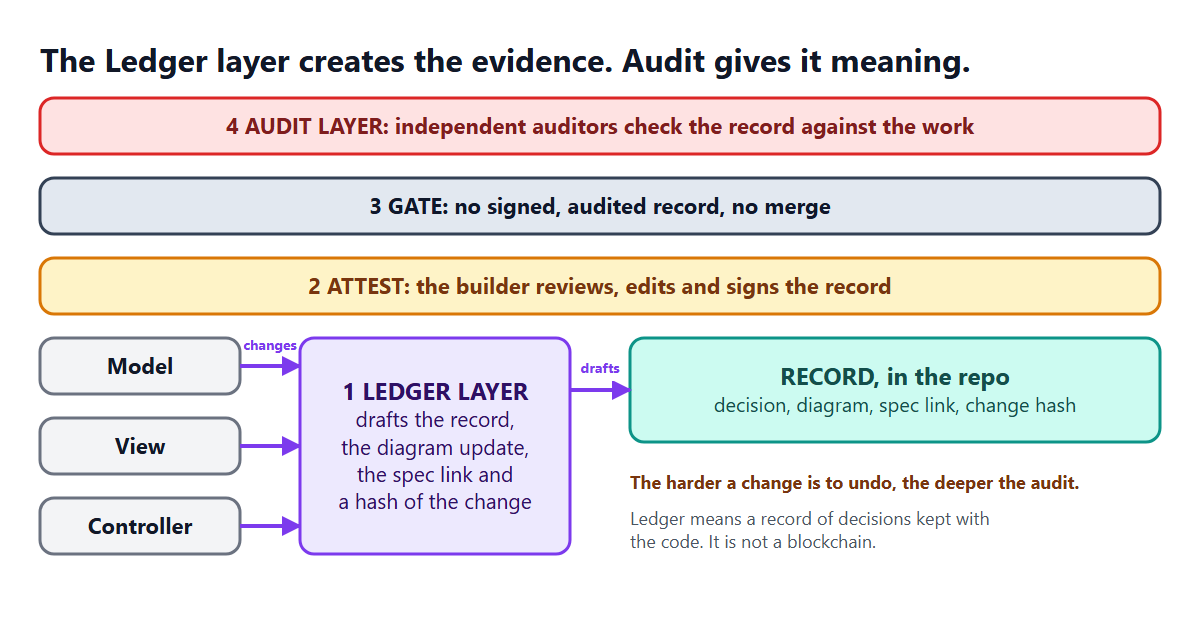 The Ledger layer creates the evidence. Audit gives it meaning.
4 AUDIT LAYER: independent auditors check the record against the work
3 GATE: no signed, audited record, no merge
2 ATTEST: the builder reviews, edits and signs the record
Model
changes
View
Controller
1 LEDGER LAYER
drafts the record,
the diagram update,
the spec link and
a hash of the change
drafts
RECORD, in the repo
decision, diagram, spec link, change hash
The harder a change is to undo, the deeper the audit.
Ledger means a record of decisions kept with
the code. It is not a blockchain.